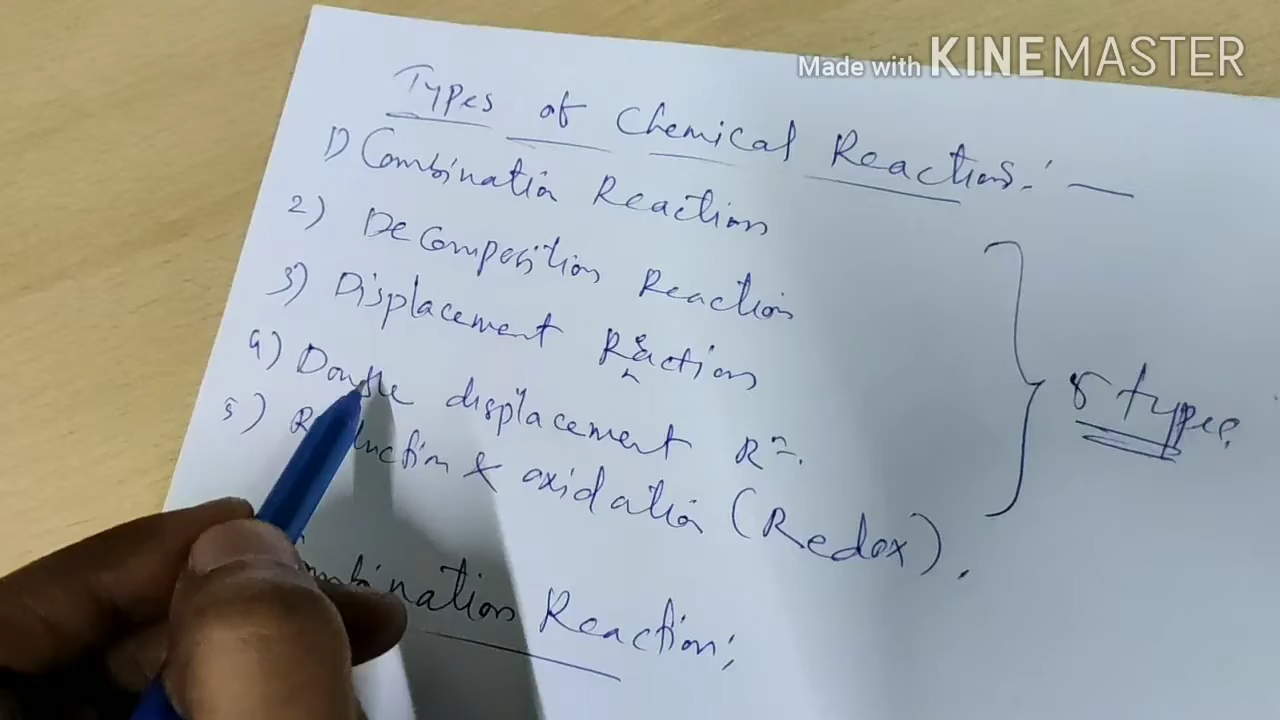 Made with KINEMASTER
Types of Chemical Reactions:—
1) Combination Reaction
2) Decomposition Reaction
3) Displacement Reaction
4) Double displacement Rn.
5) Reduction & oxidation (Redox).
5 types
Combination Reaction: